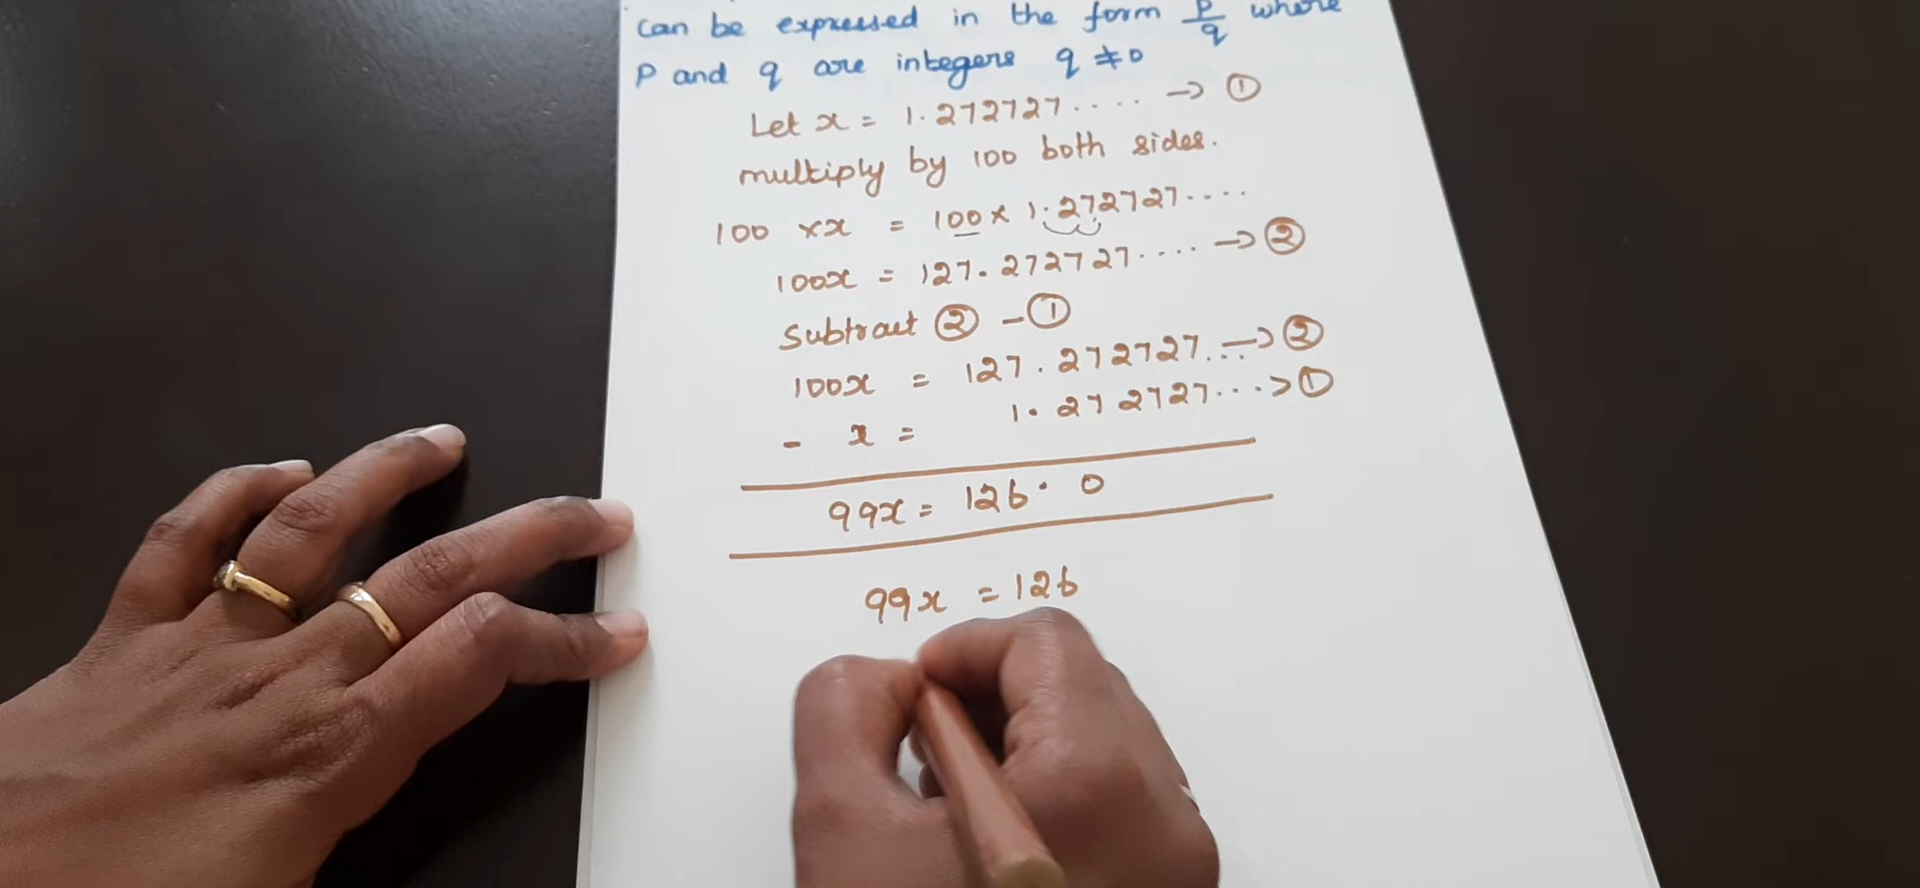 can be expressed in the form p/q where
P and q are integers q ≠ 0
Let x = 1.272727.... → ①
multiply by 100 both sides.
100 × x = 100 × 1.272727....
100x = 127.272727.... → ②
Subtract ② - ①
100x = 127.272727.... → ②
- x = 1.272727... > ①
99x = 126.0
99x = 126